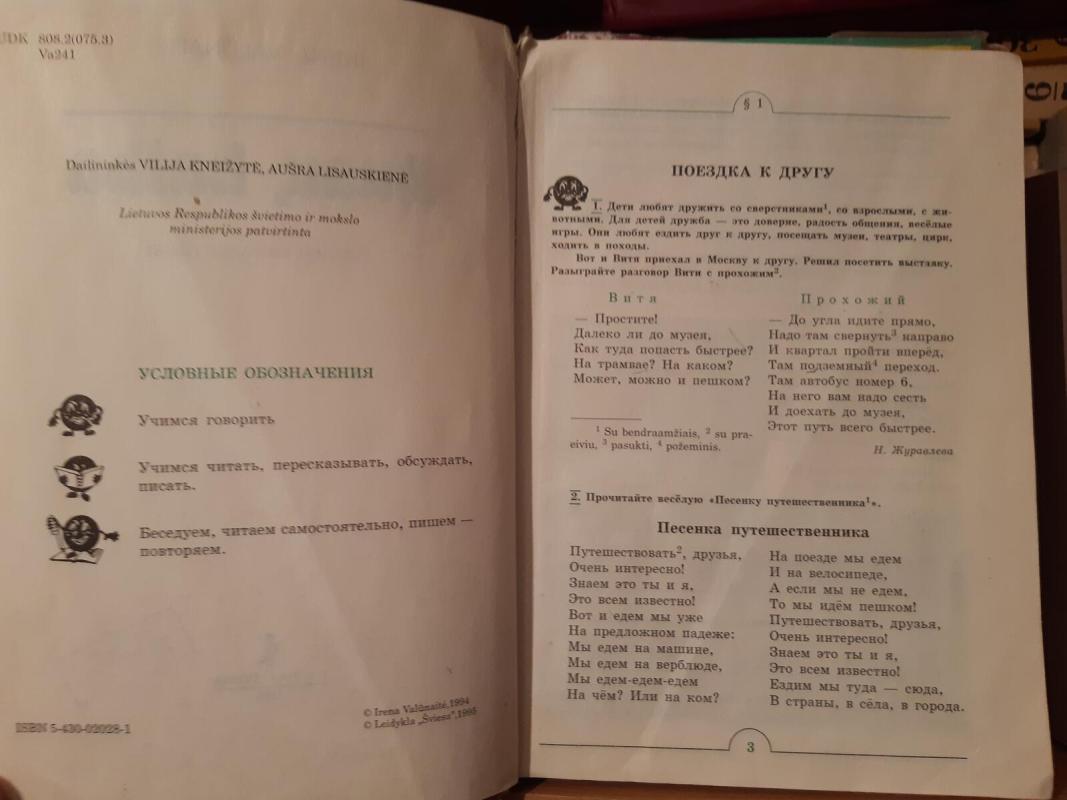 UDK 808.2(075.3)
Va241
Dailininkės VILIJA KNEIŽYTĖ, AUŠRA LISAUSKIENĖ
Lietuvos Respublikos švietimo ir mokslo
ministerijos patvirtinta
УСЛОВНЫЕ ОБОЗНАЧЕНИЯ
Учимся говорить
Учимся читать, пересказывать, обсуждать,
писать.
Беседуем, читаем самостоятельно, пишем —
повторяем.
ISBN 5-430-02028-1
© Irena Valūnaitė, 1994
© Leidykla „Šviesa", 1995
§ 1
ПОЕЗДКА К ДРУГУ
1. Дети любят дружить со сверстниками¹, со взрослыми, с жи-
вотными. Для детей дружба — это доверие, радость общения, весёлые
игры. Они любят ездить друг к другу, посещать музеи, театры, цирк,
ходить в походы.
Вот и Витя приехал в Москву к другу. Решил посетить выставку.
Разыграйте разговор Вити с прохожим².
Витя
— Простите!
Далеко ли до музея,
Как туда попасть быстрее?
На трамвае? На каком?
Может, можно и пешком?
¹ Su bendraamžiais, ² su pra-
eiviu, ³ pasukti, ⁴ požeminis.
Прохожий
— До угла идите прямо,
Надо там свернуть³ направо
И квартал пройти вперёд,
Там подземный⁴ переход.
Там автобус номер 6,
На него вам надо сесть
И доехать до музея,
Этот путь всего быстрее.
Н. Журавлева
2. Прочитайте весёлую «Песенку путешественника¹».
Песенка путешественника
Путешествовать², друзья,
Очень интересно!
Знаем это ты и я,
Это всем известно!
Вот и едем мы уже
На предложном падеже:
Мы едем на машине,
Мы едем на верблюде,
Мы едем-едем-едем
На чём? Или на ком?
На поезде мы едем
И на велосипеде,
А если мы не едем,
То мы идём пешком!
Путешествовать, друзья,
Очень интересно!
Знаем это ты и я,
Это всем известно!
Ездим мы туда — сюда,
В страны, в сёла, в города.
3